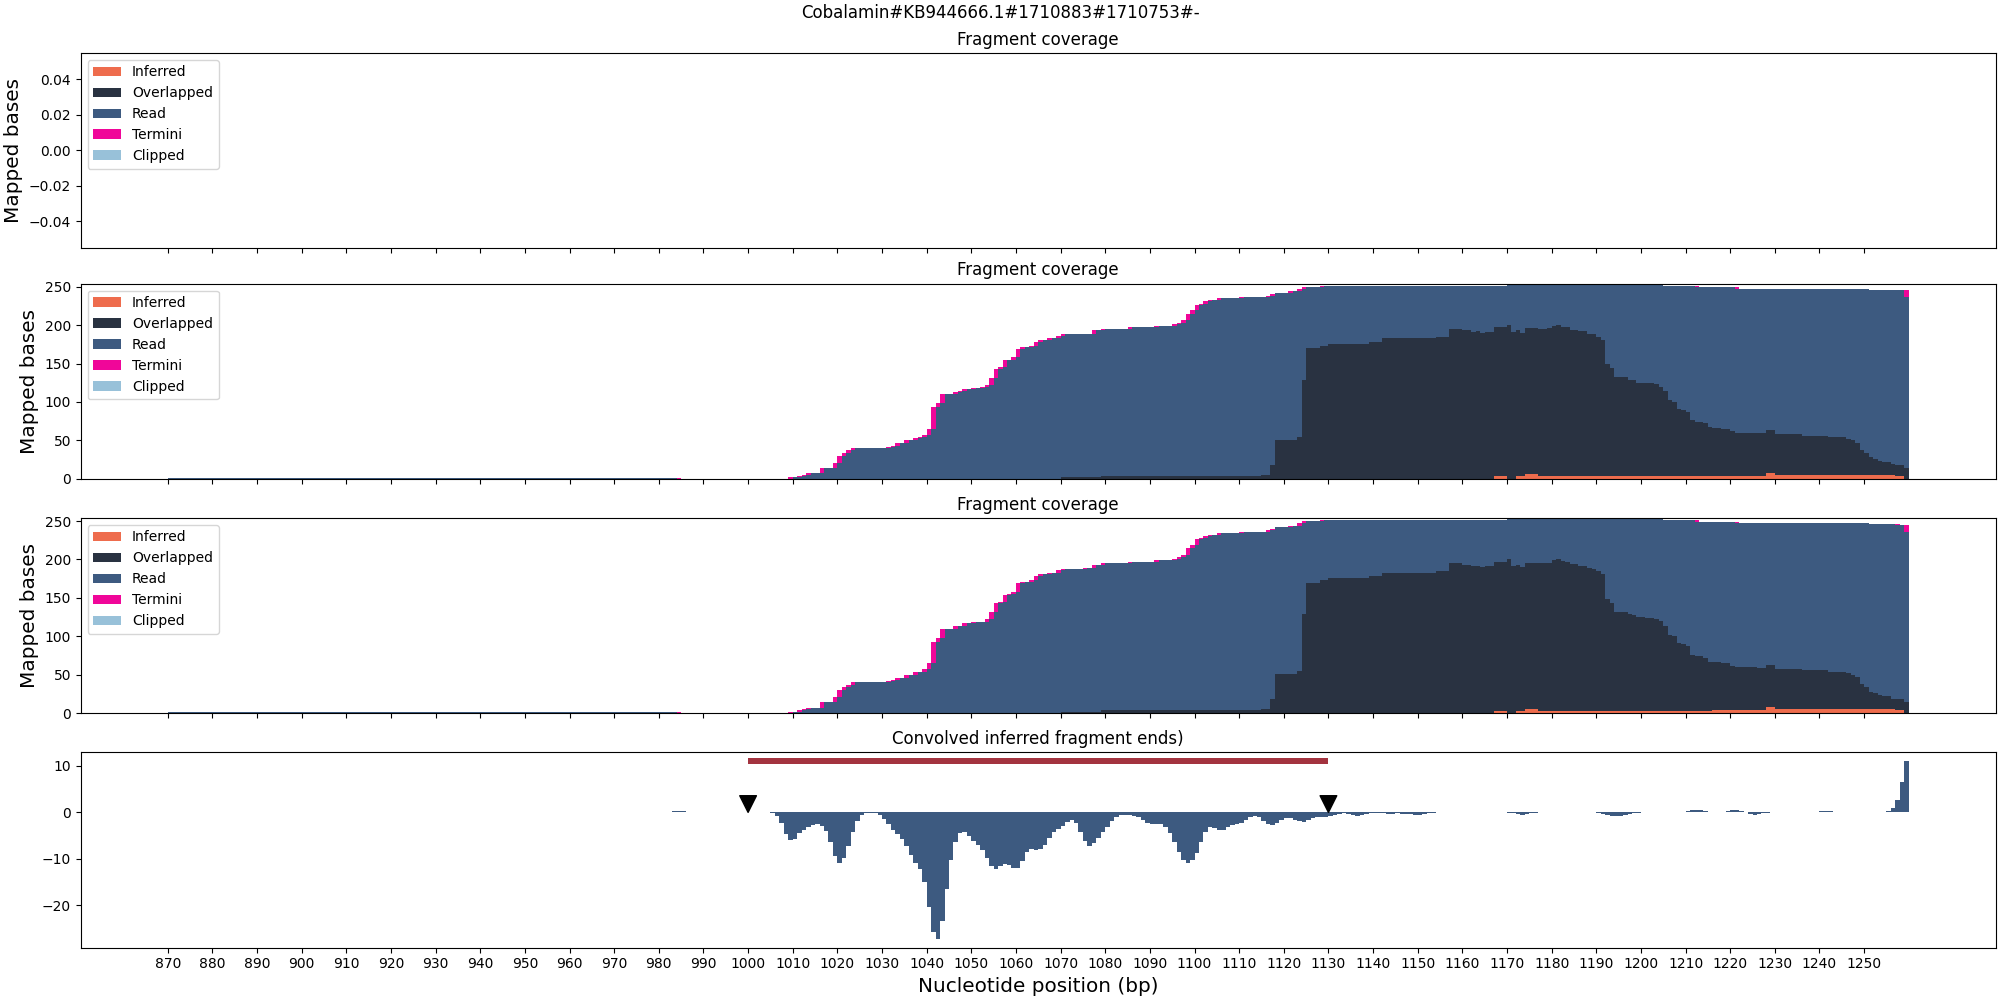 Cobalamin#KB944666.1#1710883#1710753#-
Fragment coverage
Mapped bases
0.04
0.02
0.00
−0.02
−0.04
Inferred
Overlapped
Read
Termini
Clipped
Fragment coverage
Mapped bases
250
200
150
100
50
0
Inferred
Overlapped
Read
Termini
Clipped
Fragment coverage
Mapped bases
250
200
150
100
50
0
Inferred
Overlapped
Read
Termini
Clipped
Convolved inferred fragment ends)
10
0
−10
−20
870 880 890 900 910 920 930 940 950 960 970 980 990 1000 1010 1020 1030 1040 1050 1060 1070 1080 1090 1100 1110 1120 1130 1140 1150 1160 1170 1180 1190 1200 1210 1220 1230 1240 1250
Nucleotide position (bp)